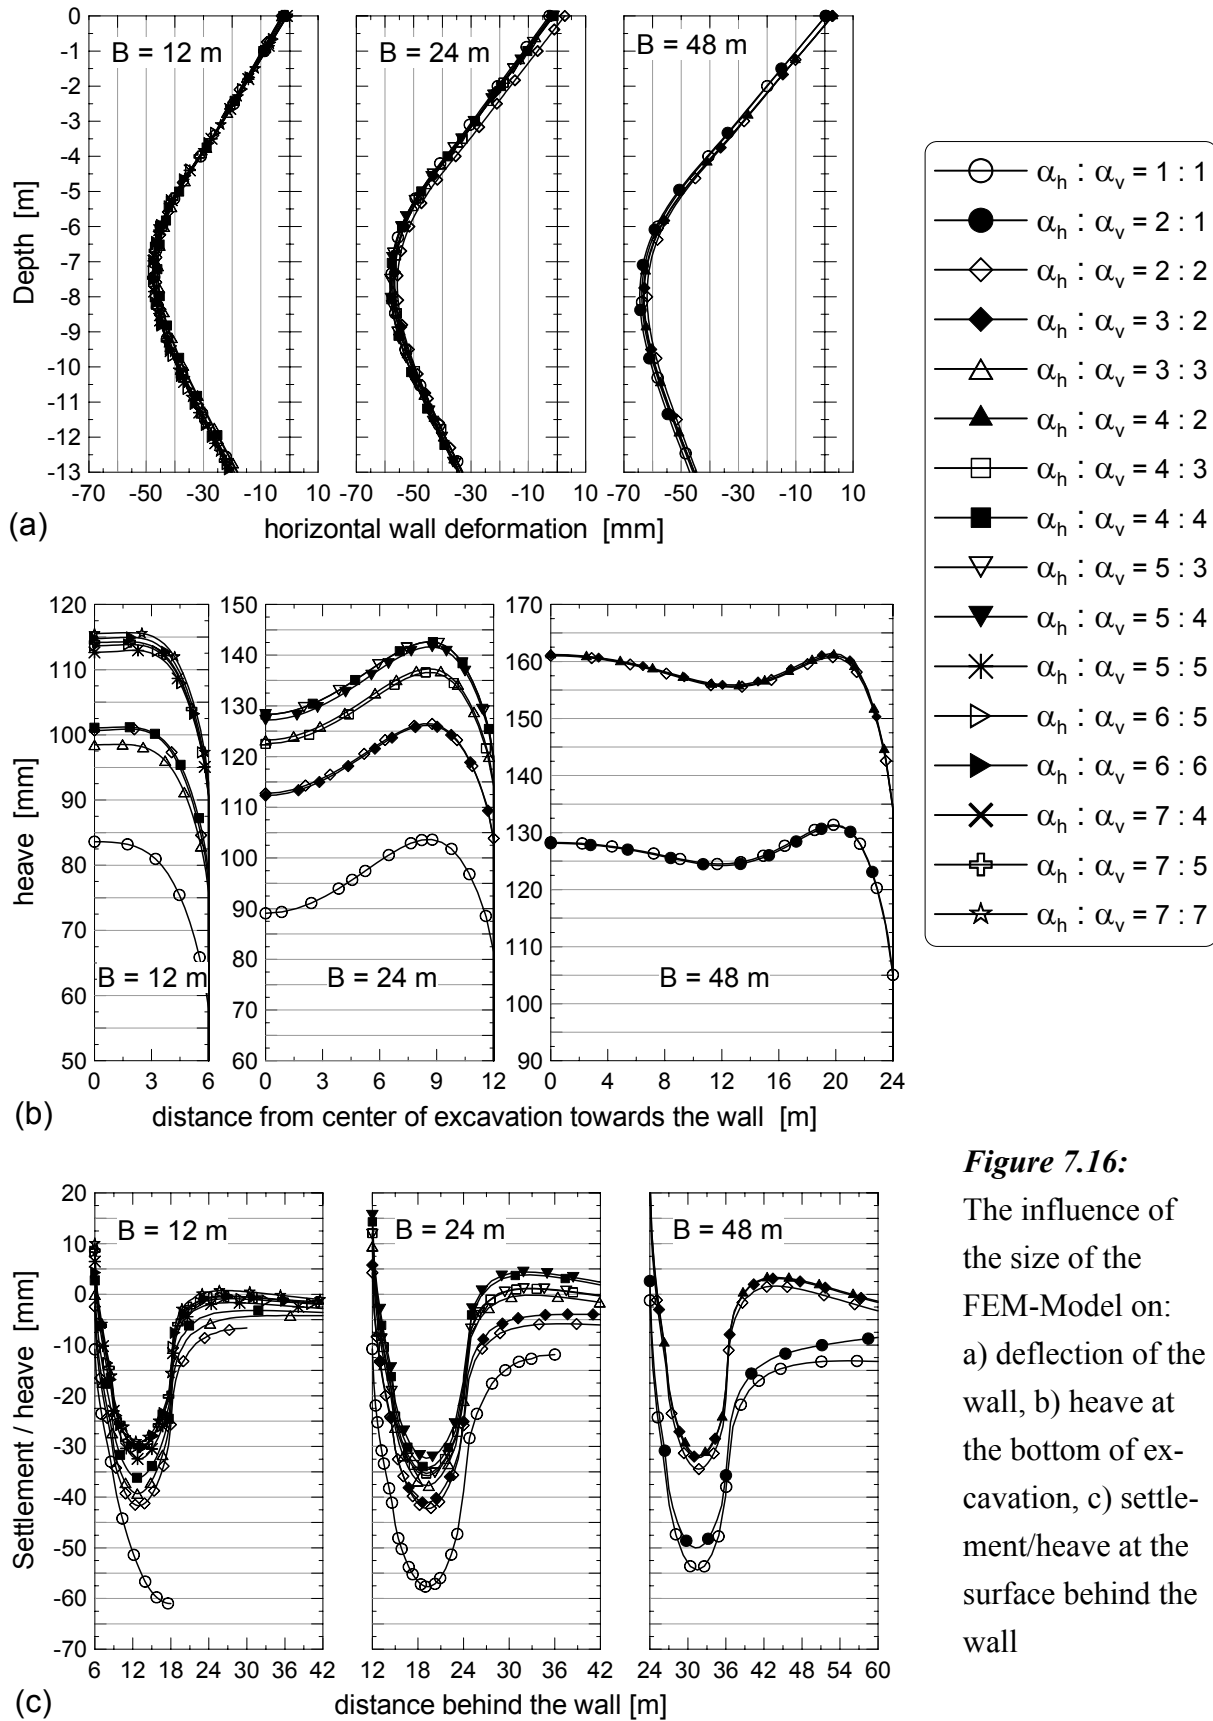 0
-1
-2
-3
-4
-5
-6
-7
-8
-9
-10
-11
-12
-13
Depth [m]
B = 12 m
B = 24 m
B = 48 m
-70 -50 -30 -10 10
-70 -50 -30 -10 10
-70 -50 -30 -10 10
(a)
horizontal wall deformation [mm]
αh : αv = 1 : 1
αh : αv = 2 : 1
αh : αv = 2 : 2
αh : αv = 3 : 2
αh : αv = 3 : 3
αh : αv = 4 : 2
αh : αv = 4 : 3
αh : αv = 4 : 4
αh : αv = 5 : 3
αh : αv = 5 : 4
αh : αv = 5 : 5
αh : αv = 6 : 5
αh : αv = 6 : 6
αh : αv = 7 : 4
αh : αv = 7 : 5
αh : αv = 7 : 7
120
110
100
90
80
70
60
50
heave [mm]
B = 12 m
0 3 6
150
140
130
120
110
100
90
80
70
60
B = 24 m
0 3 6 9 12
170
160
150
140
130
120
110
100
90
B = 48 m
0 4 8 12 16 20 24
(b)
distance from center of excavation towards the wall [m]
20
10
0
-10
-20
-30
-40
-50
-60
-70
Settlement / heave [mm]
B = 12 m
B = 24 m
B = 48 m
6 12 18 24 30 36 42
12 18 24 30 36 42
24 30 36 42 48 54 60
(c)
distance behind the wall [m]
Figure 7.16:
The influence of
the size of the
FEM-Model on:
a) deflection of the
wall, b) heave at
the bottom of ex-
cavation, c) settle-
ment/heave at the
surface behind the
wall